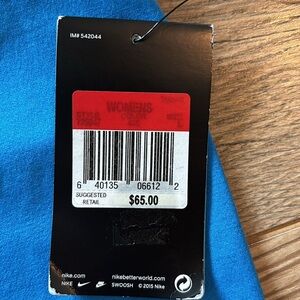 IM# 542044
WOMENS
STYLE
6 40135 06612 2
SUGGESTED
RETAIL
$65.00
nike.com nikebetterworld.com
NIKE SWOOSH © 2015 Nike